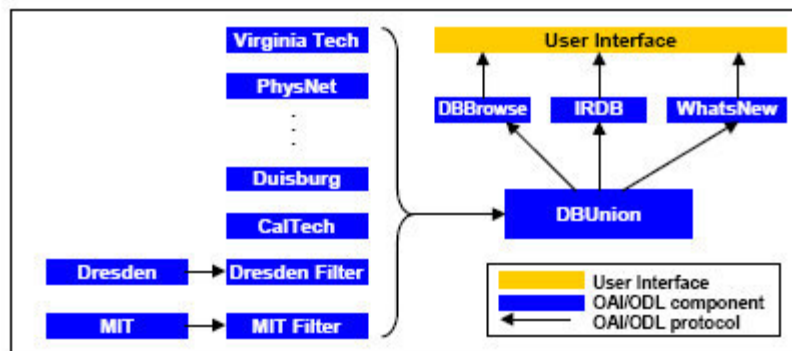 Virginia Tech
PhysNet
Duisburg
CalTech
Dresden
Dresden Filter
MIT
MIT Filter
User Interface
DBBrowse
IRDB
WhatsNew
DBUnion
User Interface
OAI/ODL component
OAI/ODL protocol